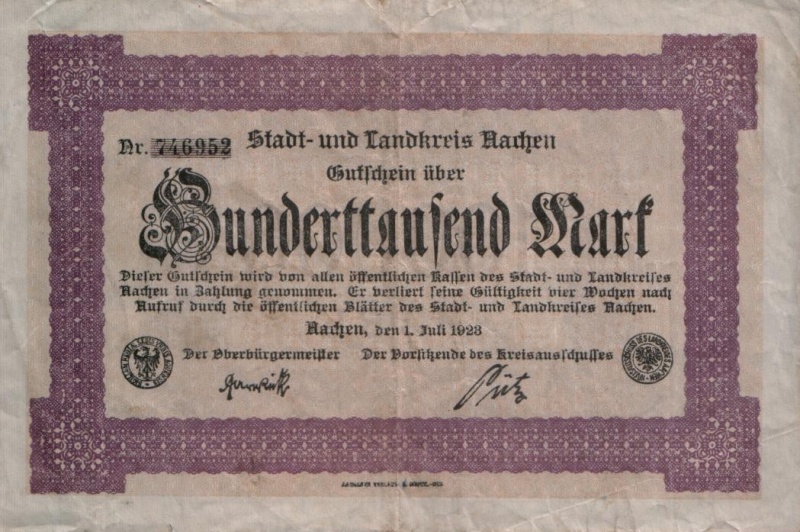 Nr. 746952
Stadt- und Landkreis Aachen
Gutschein über
Hunderttausend Mark
Dieser Gutschein wird von allen öffentlichen Kassen des Stadt- und Landkreises
Aachen in Zahlung genommen. Er verliert seine Gültigkeit vier Wochen nach
Aufruf durch die öffentlichen Blätter des Stadt- und Landkreises Aachen.
Aachen, den 1. Juli 1923
Der Oberbürgermeister Der Vorsitzende des Kreisausschusses
Pütz